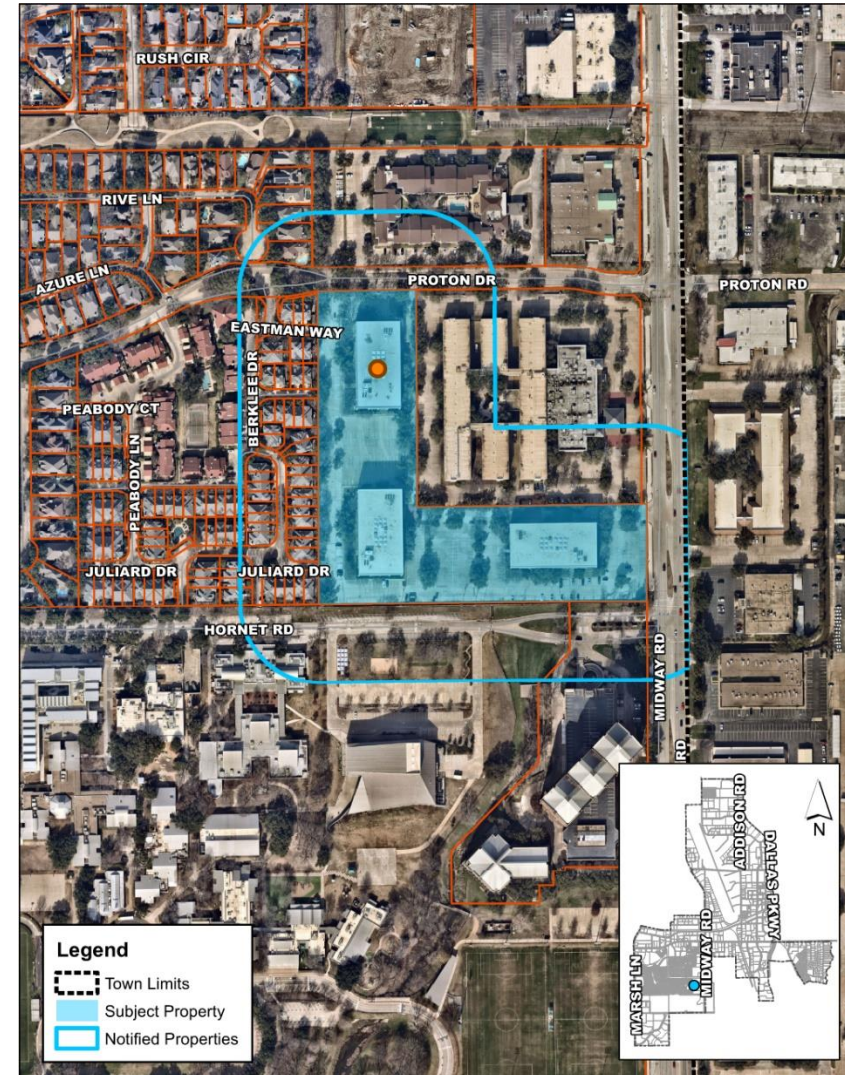 RUSH CIR
RIVE LN
AZURE LN
PROTON DR
PROTON RD
EASTMAN WAY
BERKLEE DR
PEABODY CT
PEABODY LN
JULIARD DR
JULIARD DR
HORNET RD
MIDWAY RD
RD
Legend
Town Limits
Subject Property
Notified Properties
ADDISON RD
DALLAS PKWY
MIDWAY RD
MARSH LN
N